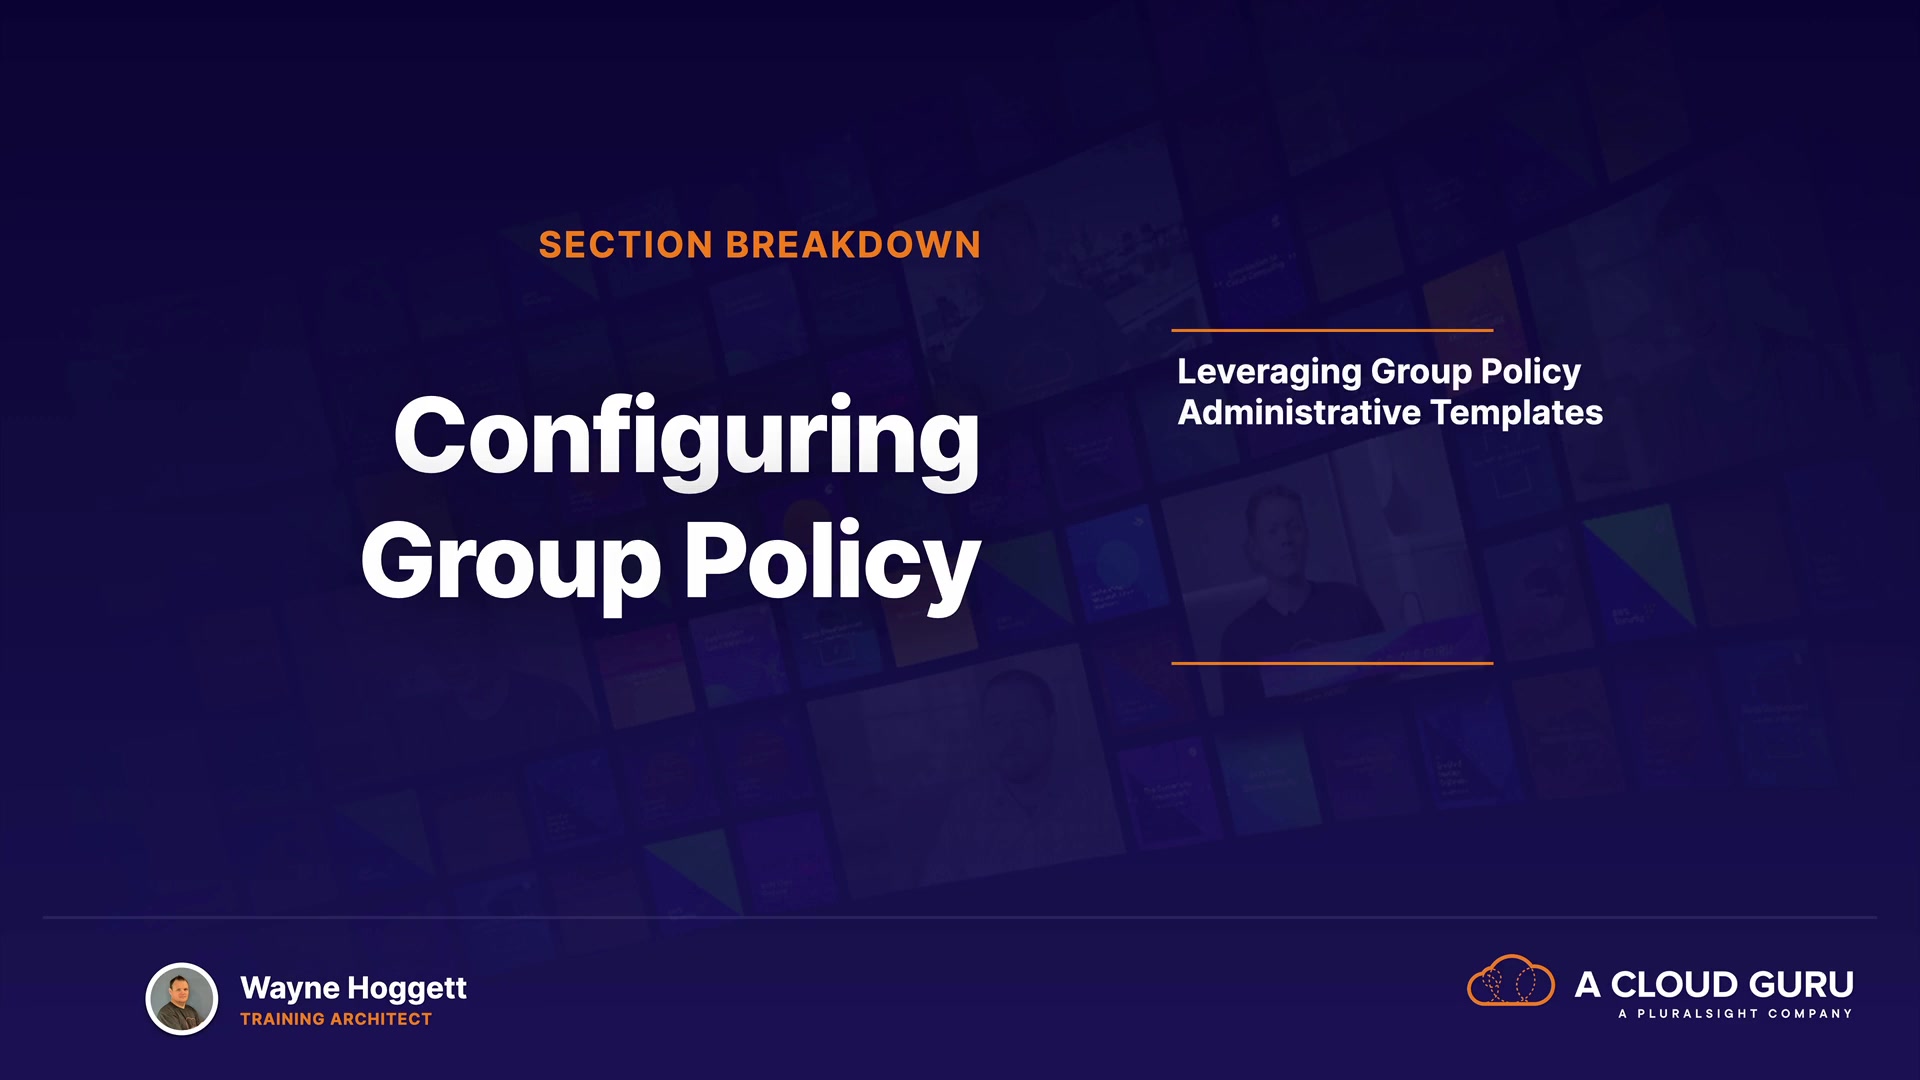 SECTION BREAKDOWN
Configuring
Group Policy
Leveraging Group Policy
Administrative Templates
Wayne Hoggett
TRAINING ARCHITECT
A CLOUD GURU
A PLURALSIGHT COMPANY